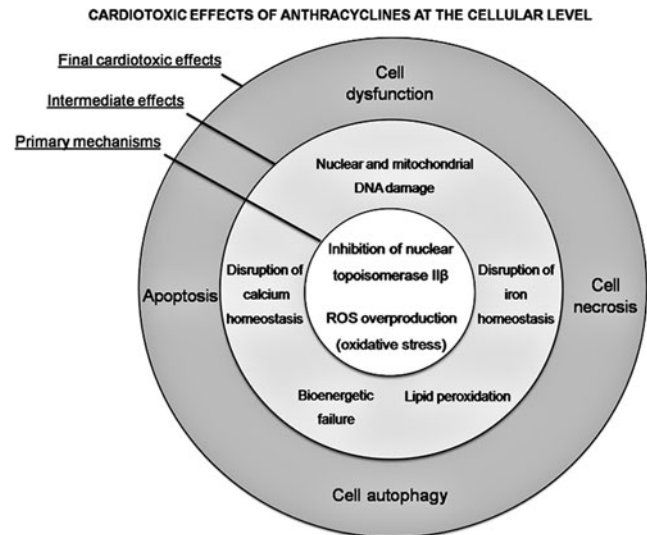 CARDIOTOXIC EFFECTS OF ANTHRACYCLINES AT THE CELLULAR LEVEL
Final cardiotoxic effects
Intermediate effects
Primary mechanisms
Cell
dysfunction
Nuclear and mitochondrial
DNA damage
Inhibition of nuclear
topoisomerase IIβ
ROS overproduction
(oxidative stress)
Apoptosis
Disruption of
calcium
homeostasis
Disruption of
iron
homeostasis
Cell
necrosis
Bioenergetic
failure
Lipid peroxidation
Cell autophagy